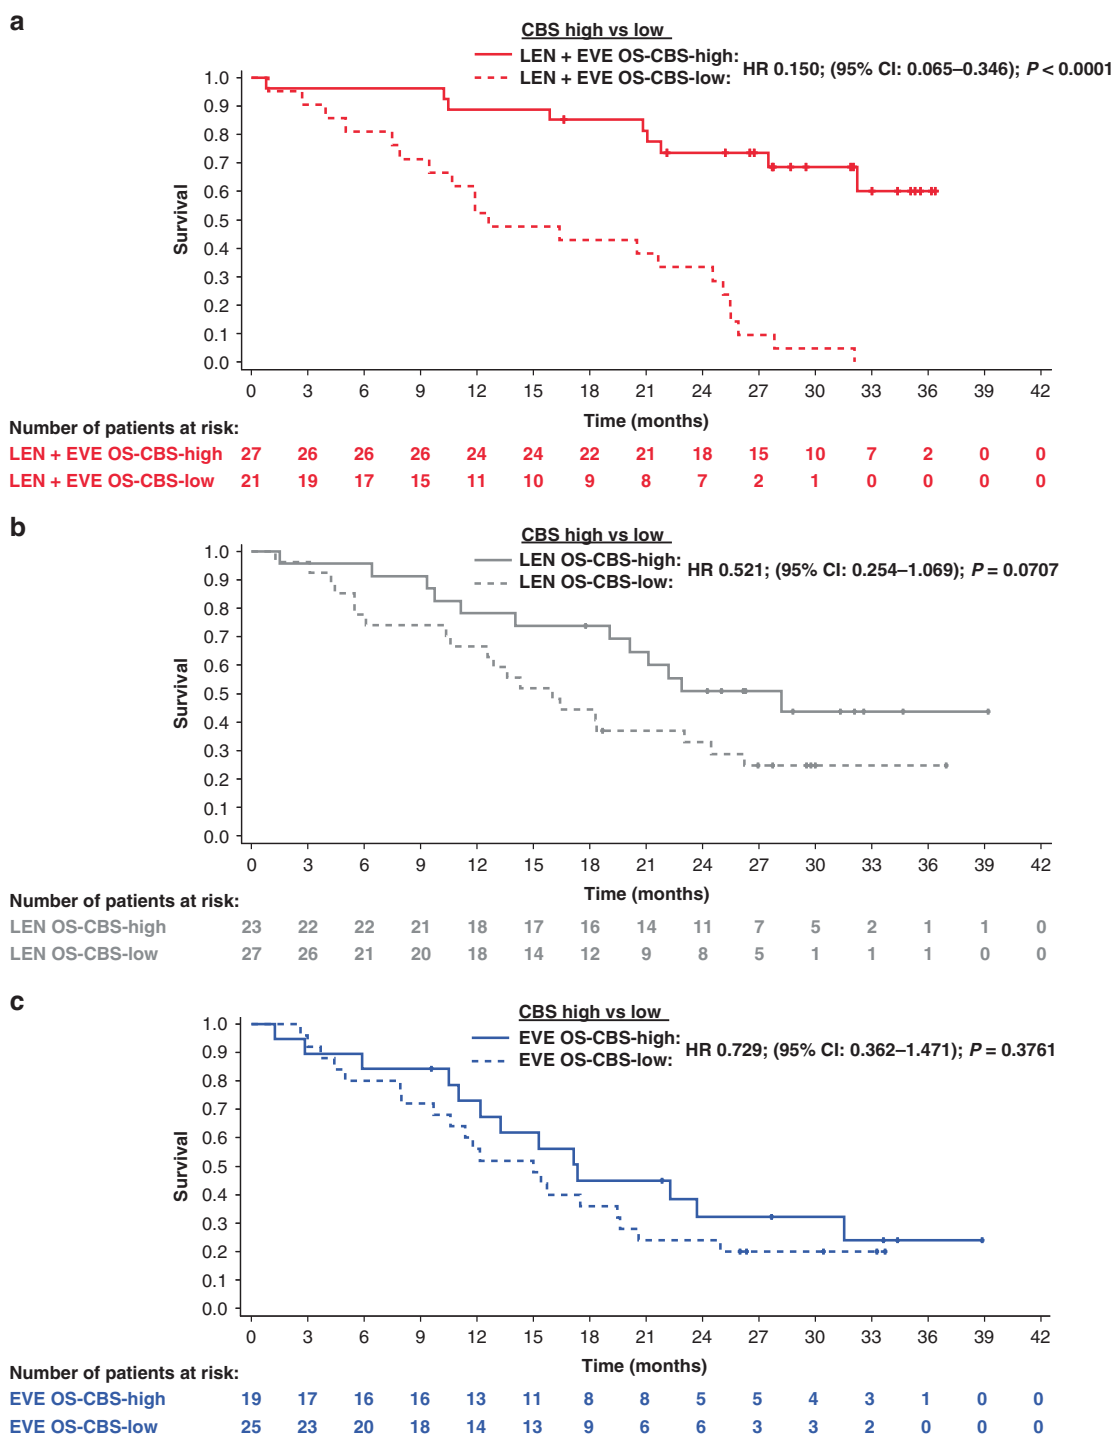 a
CBS high vs low
LEN + EVE OS-CBS-high:
LEN + EVE OS-CBS-low:
HR 0.150; (95% CI: 0.065–0.346); P < 0.0001
1.0
0.9
0.8
0.7
0.6
0.5
0.4
0.3
0.2
0.1
0.0
Survival
0 3 6 9 12 15 18 21 24 27 30 33 36 39 42
Time (months)
Number of patients at risk:
LEN + EVE OS-CBS-high 27 26 26 26 24 24 22 21 18 15 10 7 2 0 0
LEN + EVE OS-CBS-low 21 19 17 15 11 10 9 8 7 2 1 0 0 0 0
b
CBS high vs low
LEN OS-CBS-high:
LEN OS-CBS-low:
HR 0.521; (95% CI: 0.254–1.069); P = 0.0707
1.0
0.9
0.8
0.7
0.6
0.5
0.4
0.3
0.2
0.1
0.0
Survival
0 3 6 9 12 15 18 21 24 27 30 33 36 39 42
Time (months)
Number of patients at risk:
LEN OS-CBS-high 23 22 22 21 18 17 16 14 11 7 5 2 1 1 0
LEN OS-CBS-low 27 26 21 20 18 14 12 9 8 5 1 1 1 0 0
c
CBS high vs low
EVE OS-CBS-high:
EVE OS-CBS-low:
HR 0.729; (95% CI: 0.362–1.471); P = 0.3761
1.0
0.9
0.8
0.7
0.6
0.5
0.4
0.3
0.2
0.1
0.0
Survival
0 3 6 9 12 15 18 21 24 27 30 33 36 39 42
Time (months)
Number of patients at risk:
EVE OS-CBS-high 19 17 16 16 13 11 8 8 5 5 4 3 1 0 0
EVE OS-CBS-low 25 23 20 18 14 13 9 6 6 3 3 2 0 0 0